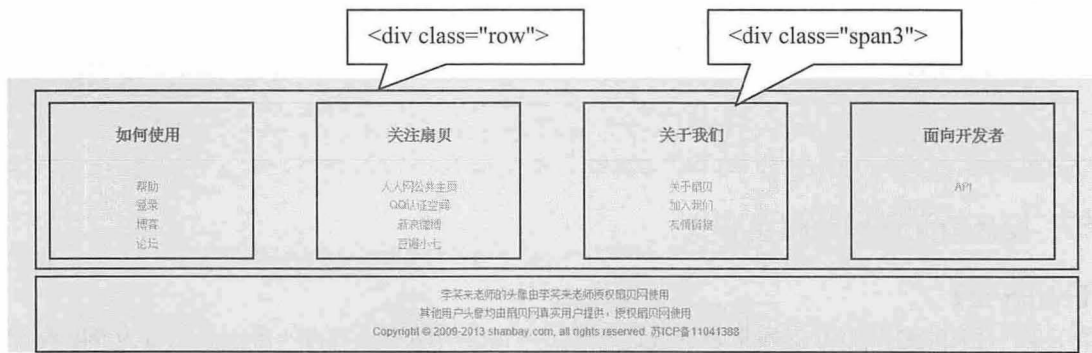 <div class="row">
<div class="span3">
如何使用
帮助
登录
博客
论坛
关注扇贝
人人网公共主页
QQ认证空间
新浪微博
百词小七
关于我们
关于扇贝
加入我们
友情链接
面向开发者
API
李笑来老师的头像由李笑来老师授权扇贝网使用
其他用户头像均由扇贝网真实用户提供，授权扇贝网使用
Copyright © 2009-2013 shanbay.com, all rights reserved. 苏ICP备11041388